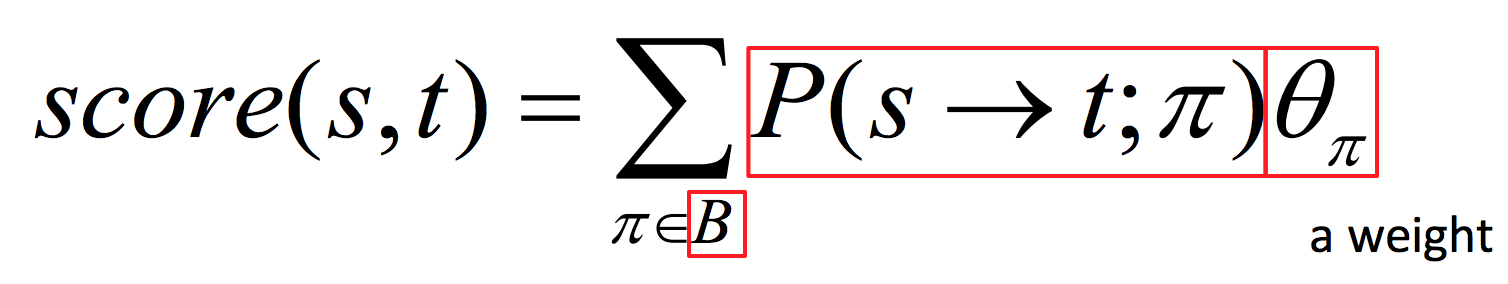 score(s,t) = ∑ P(s → t;π)θ_π
π∈B
a weight